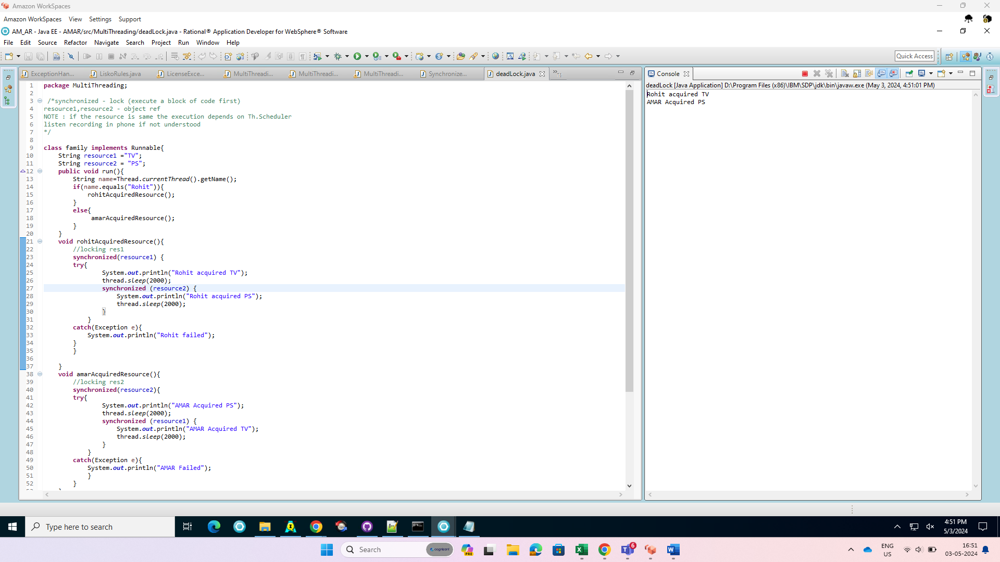 Amazon WorkSpaces
Amazon WorkSpaces View Settings Support
AM_AR - Java EE - AMAR/src/MultiThreading/deadLock.java - Rational® Application Developer for WebSphere® Software
File Edit Source Refactor Navigate Search Project Run Window Help
Quick Access
ExceptionHan... LiskoRules.java LicenseExce... MultiThreadi... MultiThreadi... MultiThreadi... Synchronize... deadLock.java
1 package MultiThreading;
2
3 /*synchronized - lock (execute a block of code first)
4 resource1,resource2 - object ref
5 NOTE : if the resource is same the execution depends on Th.Scheduler
6 listen recording in phone if not understood
7 */
8
9 class family implements Runnable{
10 String resource1 ="TV";
11 String resource2 = "PS";
12 public void run(){
13 String name=Thread.currentThread().getName();
14 if(name.equals("Rohit")){
15 rohitAcquiredResource();
16 }
17 else{
18 amarAcquiredResource();
19 }
20 }
21 void rohitAcquiredResource(){
22 //locking res1
23 synchronized(resource1) {
24 try{
25 System.out.println("Rohit acquired TV");
26 thread.sleep(2000);
27 synchronized (resource2) {
28 System.out.println("Rohit acquired PS");
29 thread.sleep(2000);
30 }
31 }
32 catch(Exception e){
33 System.out.println("Rohit failed");
34 }
35 }
36
37 }
38 void amarAcquiredResource(){
39 //locking res2
40 synchronized(resource2){
41 try{
42 System.out.println("AMAR Acquired PS");
43 thread.sleep(2000);
44 synchronized (resource1) {
45 System.out.println("AMAR Acquired TV");
46 thread.sleep(2000);
47 }
48 }
49 catch(Exception e){
50 System.out.println("AMAR Failed");
51 }
52 }
Console
deadLock [Java Application] D:\Program Files (x86)\IBM\SDP\jdk\bin\javaw.exe (May 3, 2024, 4:51:01 PM)
Rohit acquired TV
AMAR Acquired PS
Type here to search
4:51 PM
5/3/2024
Search
cognizant
PRE
6
ENG
US
16:51
03-05-2024